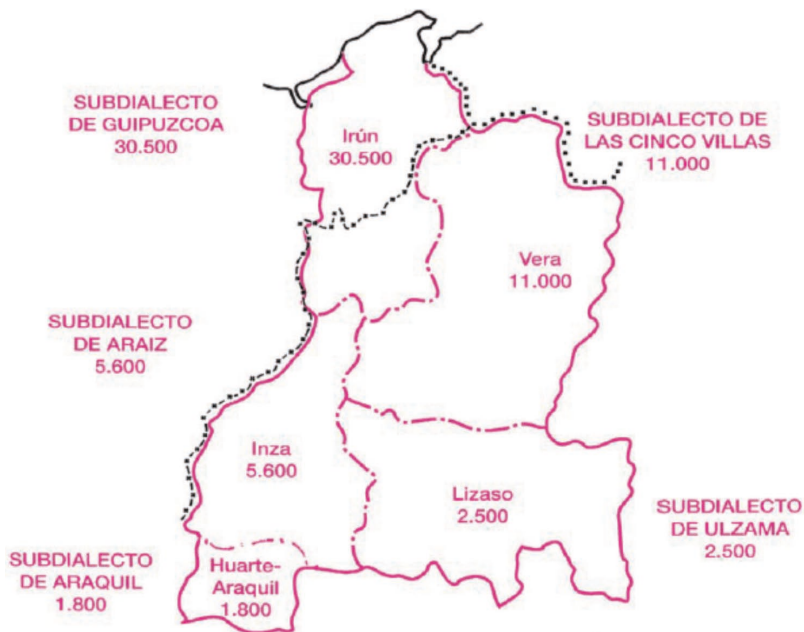 SUBDIALECTO
DE GUIPUZCOA
30.500
Irún
30.500
SUBDIALECTO DE
LAS CINCO VILLAS
11.000
Vera
11.000
SUBDIALECTO
DE ARAIZ
5.600
Inza
5.600
Lizaso
2.500
SUBDIALECTO
DE ULZAMA
2.500
SUBDIALECTO
DE ARAQUIL
1.800
Huarte-
Araquil
1.800